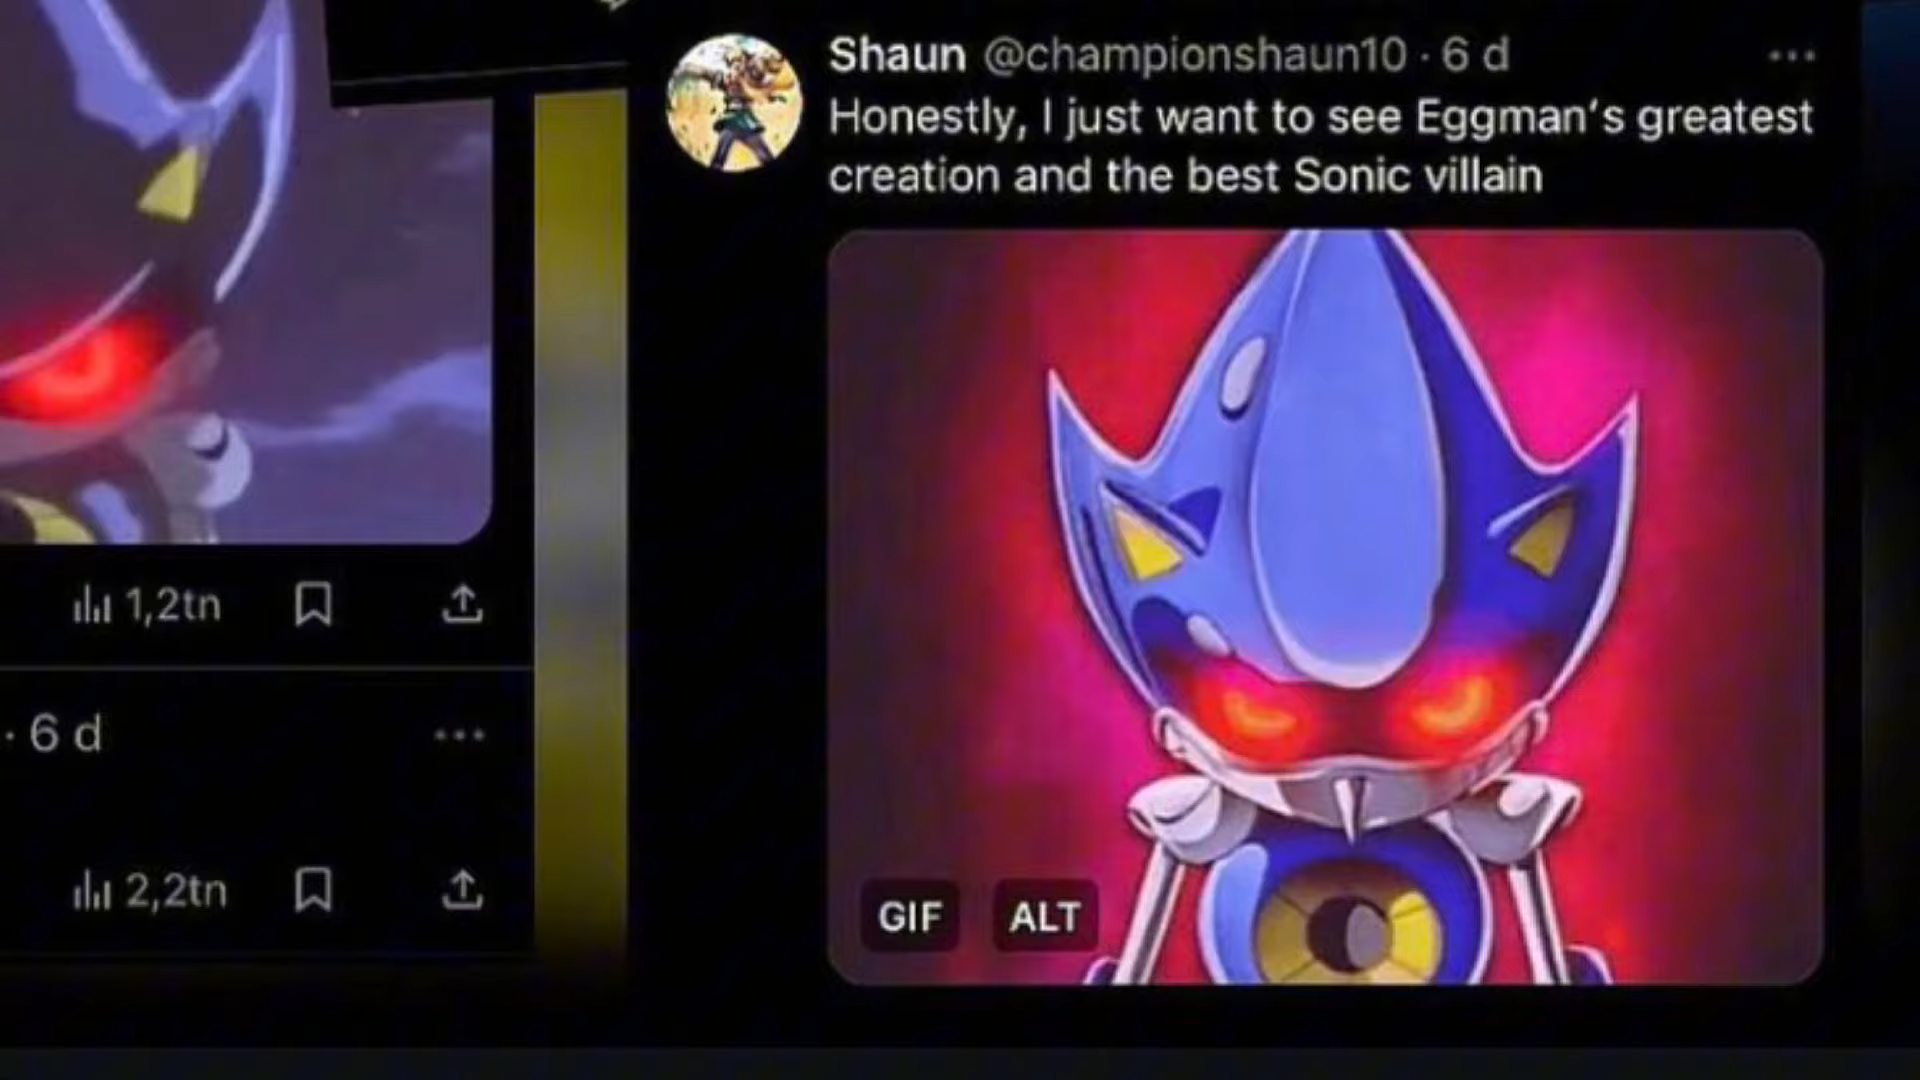 Shaun @championshaun10 · 6 d
Honestly, I just want to see Eggman's greatest
creation and the best Sonic villain
GIF ALT
1,2tn
· 6 d
2,2tn